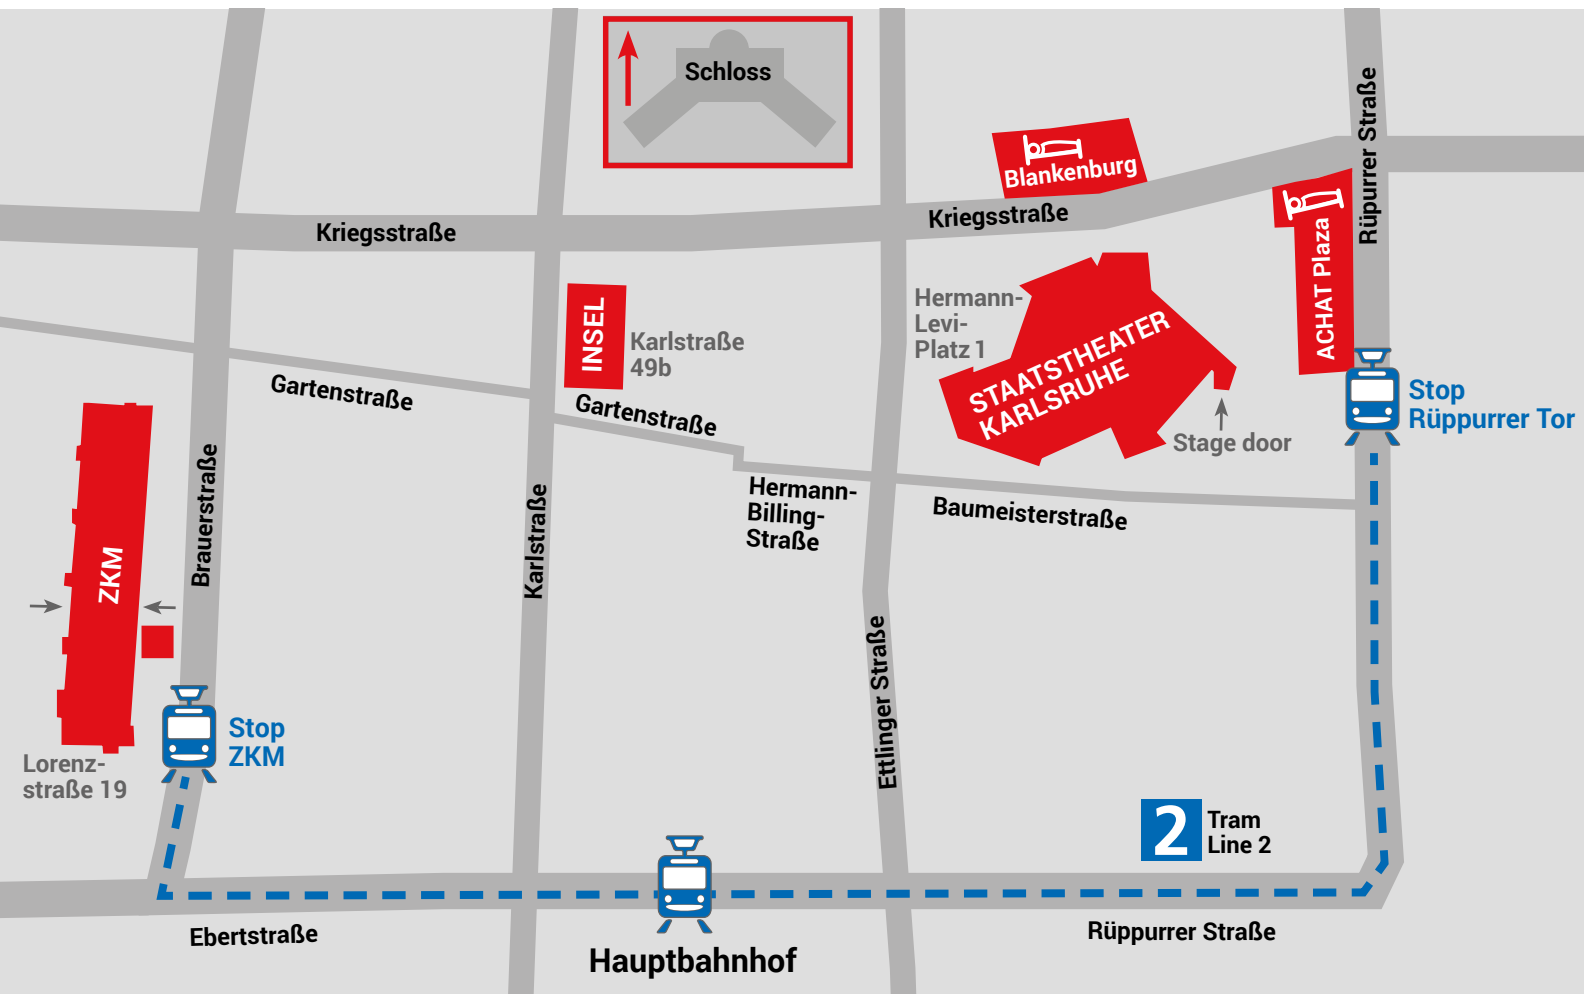 Schloss
Rüpurrer Straße
Blankenburg
Kriegsstraße
Kriegsstraße
ACHAT Plaza
Hermann-
Levi-
Platz 1
STAATSTHEATER
KARLSRUHE
INSEL
Karlstraße
49b
Gartenstraße
Gartenstraße
Stop
Rüppurrer Tor
Stage door
Brauerstraße
Karlstraße
Hermann-
Billing-
Straße
Baumeisterstraße
ZKM
Ettlinger Straße
Stop
ZKM
Lorenz-
straße 19
2
Tram
Line 2
Ebertstraße
Hauptbahnhof
Rüppurrer Straße